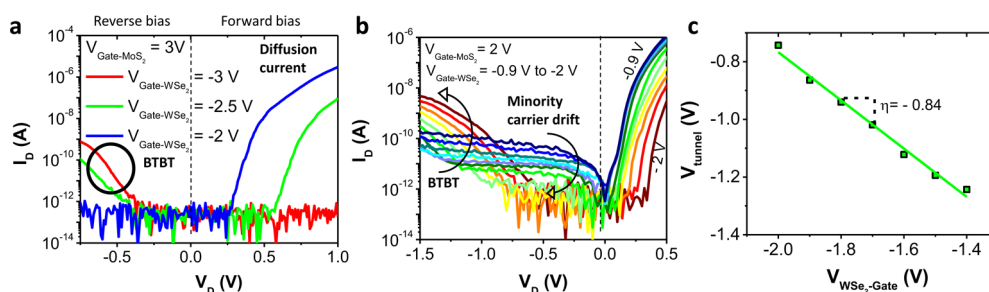 a
Reverse bias
Forward bias
V_Gate-MoS₂ = 3V
V_Gate-WSe₂ = -3 V
V_Gate-WSe₂ = -2.5 V
V_Gate-WSe₂ = -2 V
Diffusion
current
BTBT
I_D (A)
10⁻⁴
10⁻⁶
10⁻⁸
10⁻¹⁰
10⁻¹²
10⁻¹⁴
-0.5
0.0
0.5
1.0
V_D (V)
b
V_Gate-MoS₂ = 2 V
V_Gate-WSe₂ = -0.9 V to -2 V
-0.9V
-2 V
Minority
carrier drift
BTBT
I_D (A)
10⁻⁶
10⁻⁸
10⁻¹⁰
10⁻¹²
10⁻¹⁴
-1.5
-1.0
-0.5
0.0
0.5
V_D (V)
c
η= - 0.84
V_tunnel (V)
-0.8
-1.0
-1.2
-1.4
-2.0
-1.8
-1.6
-1.4
V_WSe₂-Gate (V)